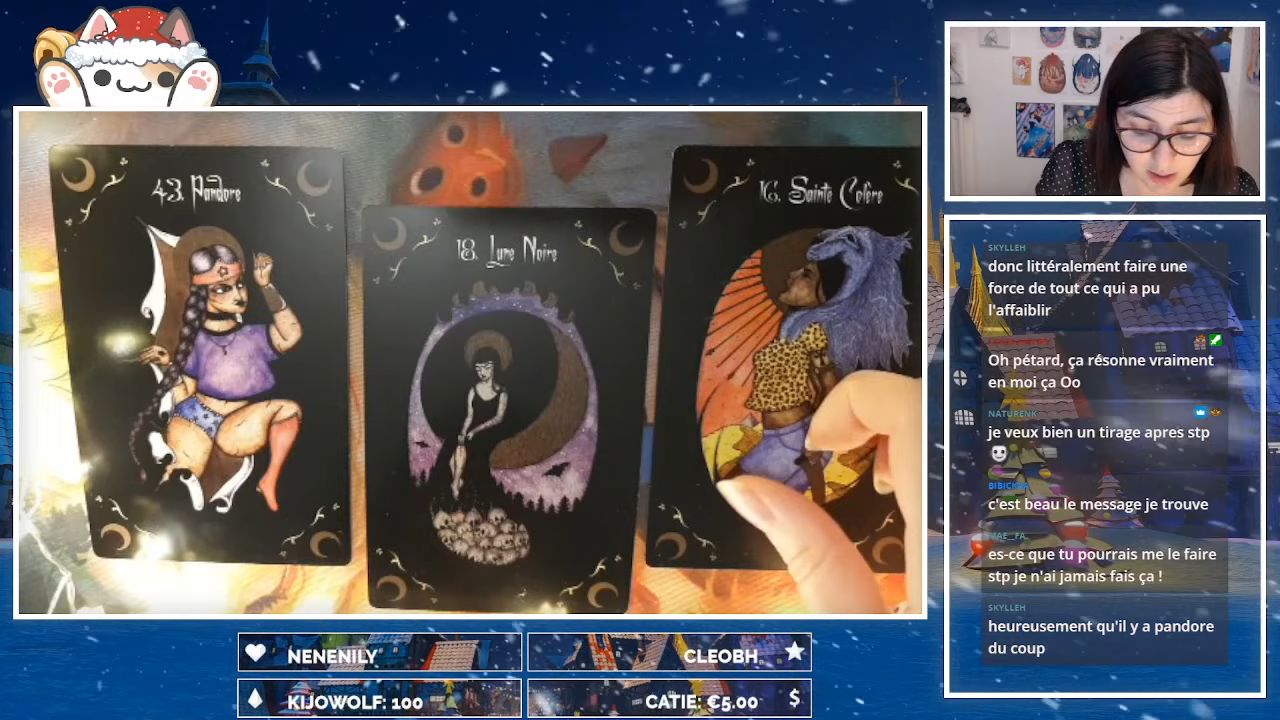 43. Pandore
18. Lune Noire
16. Sainte Colère
SKYLLEH
donc littéralement faire une
force de tout ce qui a pu
l'affaiblir
Oh pétard, ça résonne vraiment
en moi ça Oo
NATURENK
je veux bien un tirage apres stp
c'est beau le message je trouve
es-ce que tu pourrais me le faire
stp je n'ai jamais fais ça !
SKYLLEH
heureusement qu'il y a pandore
du coup
NENENILY
CLEOBH
KIJOWOLF: 100
CATIE: €5.00 $